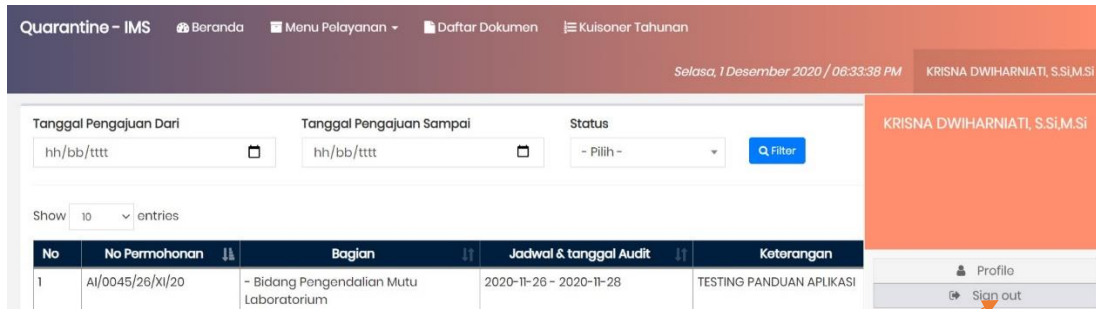 Quarantine - IMS Beranda Menu Pelayanan Daftar Dokumen Kuisoner Tahunan
Selasa, 1 Desember 2020 / 06:33:38 PM KRISNA DWIHARNIATI, S.Si,M.Si
KRISNA DWIHARNIATI, S.Si,M.Si
Tanggal Pengajuan Dari Tanggal Pengajuan Sampai Status
hh/bb/tttt hh/bb/tttt - Pilih - Filter
Show 10 entries
No No Permohonan Bagian Jadwal & tanggal Audit Keterangan
1 AI/0045/26/XI/20 - Bidang Pengendalian Mutu 2020-11-26 - 2020-11-28 TESTING PANDUAN APLIKASI
Laboratorium
Profile
Sign out